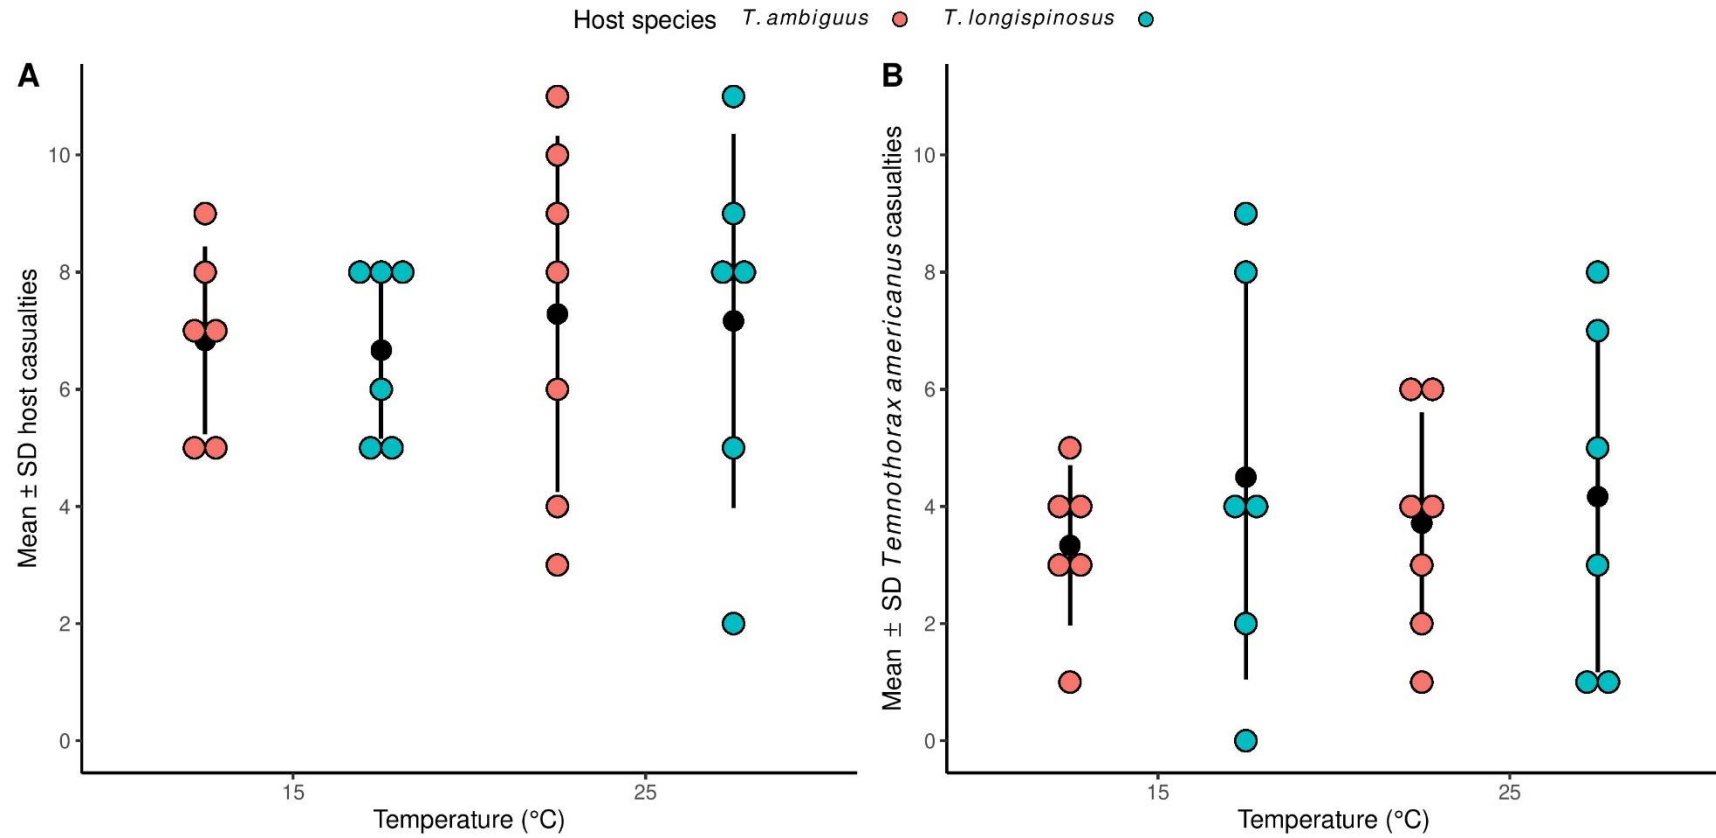 Host species T. ambiguus T. longispinosus
A
Mean ± SD host casualties
10
8
6
4
2
0
15 25
Temperature (°C)
B
Mean ± SD Temnothorax americanus casualties
10
8
6
4
2
0
15 25
Temperature (°C)